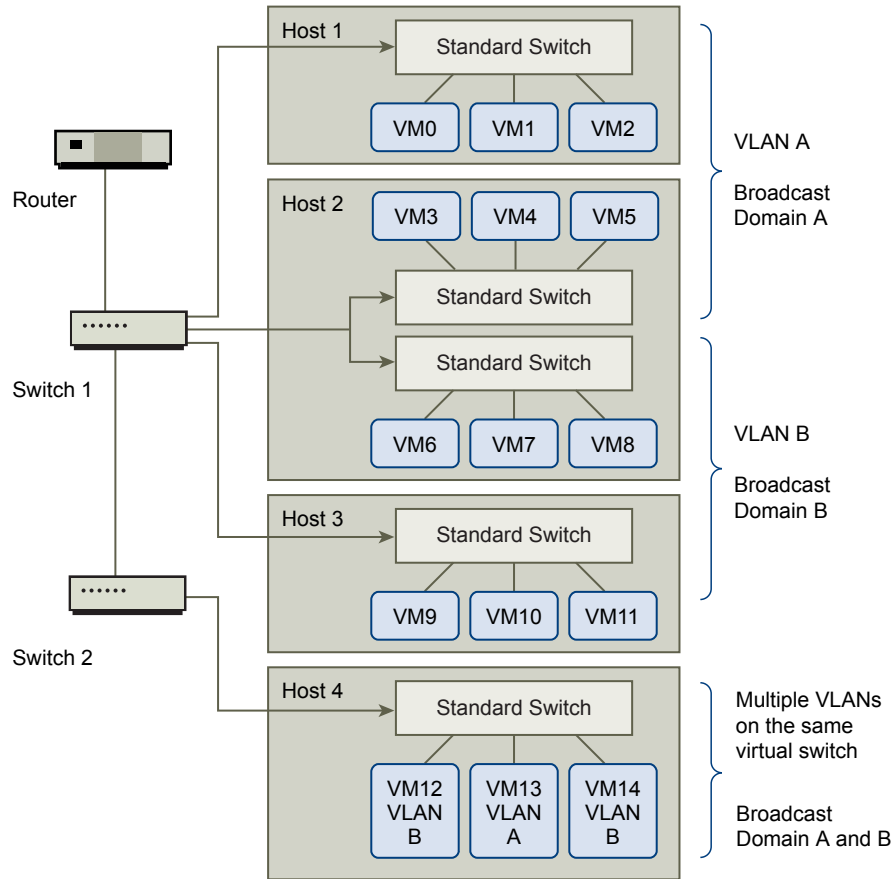 Host 1
Standard Switch
VM0
VM1
VM2
VLAN A
Broadcast
Domain A
Router
Host 2
VM3
VM4
VM5
Standard Switch
Standard Switch
VM6
VM7
VM8
Switch 1
VLAN B
Broadcast
Domain B
Host 3
Standard Switch
VM9
VM10
VM11
Switch 2
Host 4
Standard Switch
VM12
VLAN
B
VM13
VLAN
A
VM14
VLAN
B
Multiple VLANs
on the same
virtual switch
Broadcast
Domain A and B